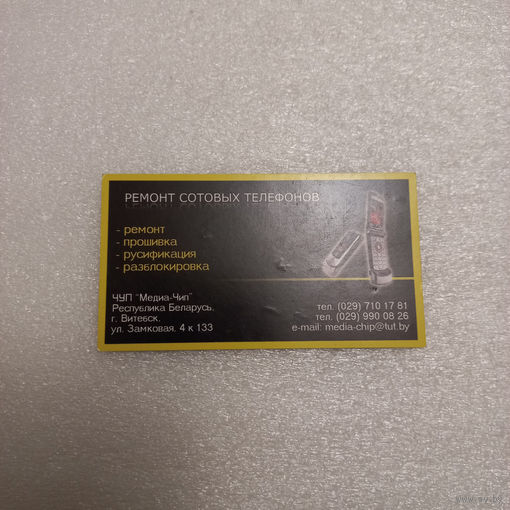 РЕМОНТ СОТОВЫХ ТЕЛЕФОНОВ
- ремонт
- прошивка
- русификация
- разблокировка
ЧУП "Медиа-Чип"
Республика Беларусь.
г. Витебск.
ул. Замковая. 4 к 133
тел. (029) 710 17 81
тел. (029) 990 08 26
e-mail: media-chip@tut.by